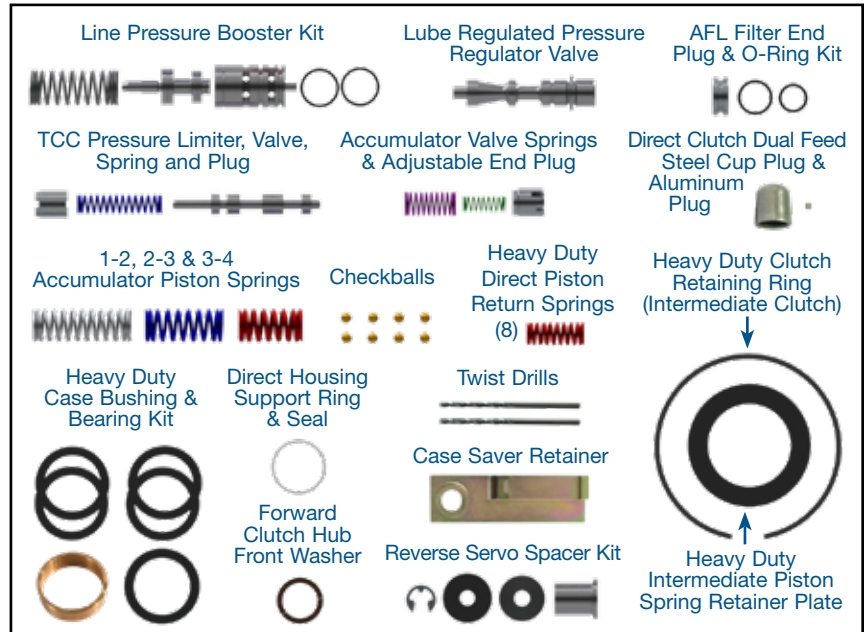 Line Pressure Booster Kit
Lube Regulated Pressure
Regulator Valve
AFL Filter End
Plug & O-Ring Kit
TCC Pressure Limiter, Valve,
Spring and Plug
Accumulator Valve Springs
& Adjustable End Plug
Direct Clutch Dual Feed
Steel Cup Plug &
Aluminum
Plug
1-2, 2-3 & 3-4
Accumulator Piston Springs
Checkballs
Heavy Duty
Direct Piston
Return Springs
(8)
Heavy Duty Clutch
Retaining Ring
(Intermediate Clutch)
Heavy Duty
Case Bushing &
Bearing Kit
Direct Housing
Support Ring
& Seal
Twist Drills
Case Saver Retainer
Forward
Clutch Hub
Front Washer
Reverse Servo Spacer Kit
Heavy Duty
Intermediate Piston
Spring Retainer Plate